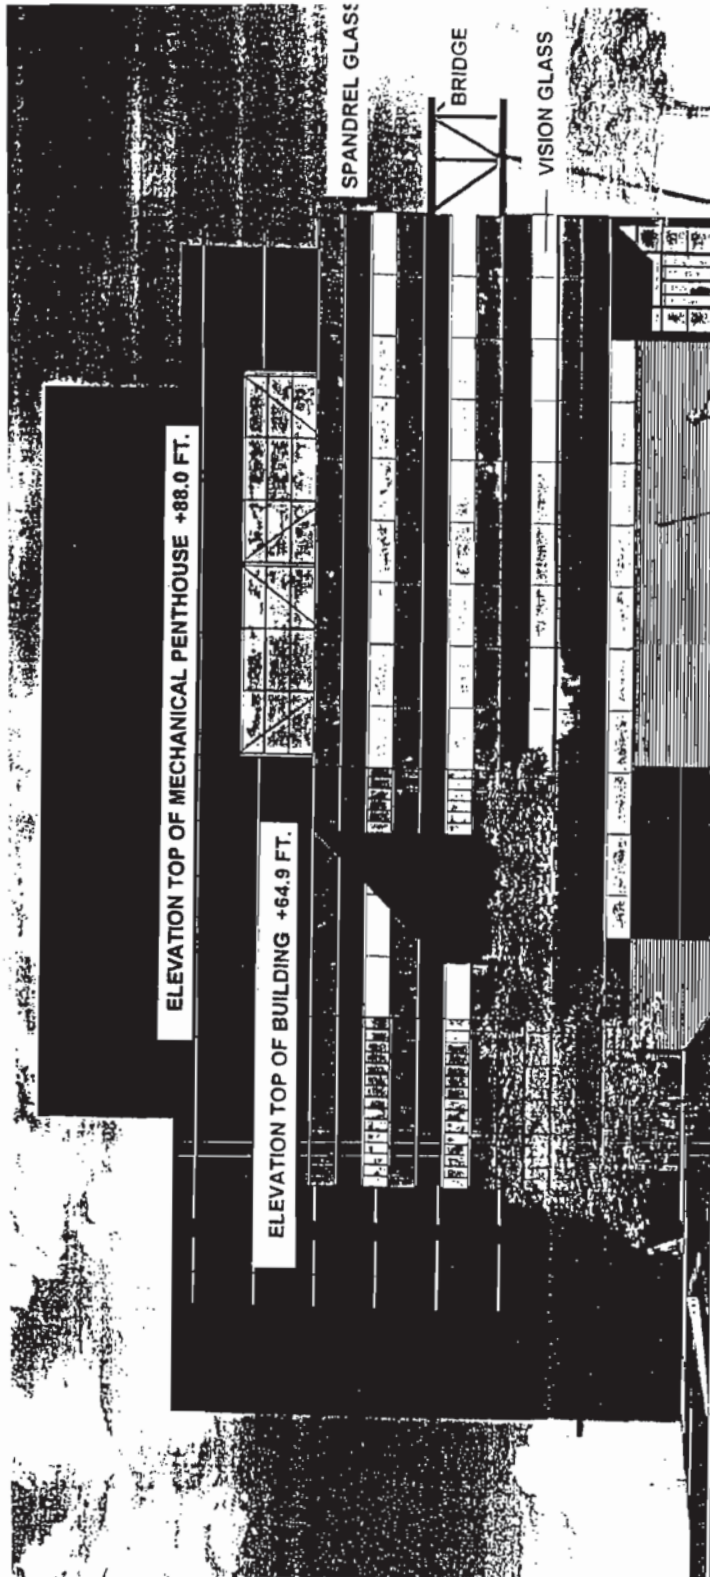 SPANDREL GLASS
BRIDGE
VISION GLASS
ELEVATION TOP OF MECHANICAL PENTHOUSE +88.0 FT.
ELEVATION TOP OF BUILDING +64.9 FT.